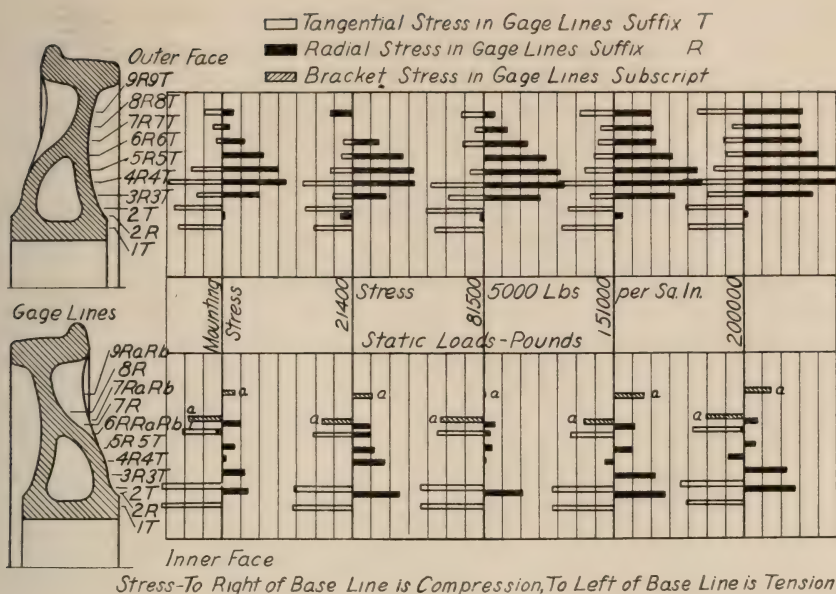 Tangential Stress in Gage Lines Suffix T
Radial Stress in Gage Lines Suffix R
Bracket Stress in Gage Lines Subscript
Outer Face
9R9T
8R8T
7R7T
6R6T
5R5T
4R4T
3R3T
2T
2R
1T
Gage Lines
Mounting Stress
21400
Stress
81500
5000 Lbs
151000
per Sq. In.
200000
Static Loads-Pounds
9RaRb
8R
7RaRb
7R
6RRaRb
5R5T
4R4T
3R3T
2T
2R
1T
a
a
a
a
a
a
a
a
a
Inner Face
Stress-To Right of Base Line is Compression, To Left of Base Line is Tension